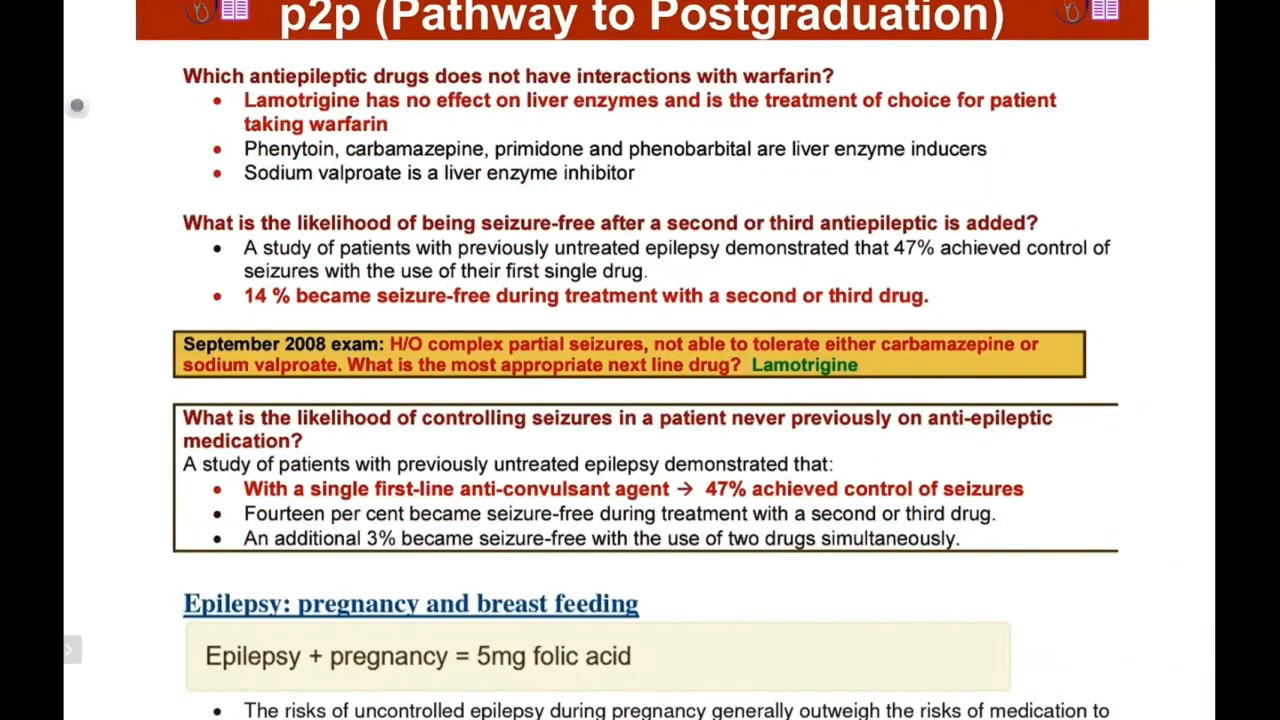 p2p (Pathway to Postgraduation)
Which antiepileptic drugs does not have interactions with warfarin?
• Lamotrigine has no effect on liver enzymes and is the treatment of choice for patient
taking warfarin
• Phenytoin, carbamazepine, primidone and phenobarbital are liver enzyme inducers
• Sodium valproate is a liver enzyme inhibitor
What is the likelihood of being seizure-free after a second or third antiepileptic is added?
• A study of patients with previously untreated epilepsy demonstrated that 47% achieved control of
seizures with the use of their first single drug.
• 14 % became seizure-free during treatment with a second or third drug.
September 2008 exam: H/O complex partial seizures, not able to tolerate either carbamazepine or
sodium valproate. What is the most appropriate next line drug? Lamotrigine
What is the likelihood of controlling seizures in a patient never previously on anti-epileptic
medication?
A study of patients with previously untreated epilepsy demonstrated that:
• With a single first-line anti-convulsant agent → 47% achieved control of seizures
• Fourteen per cent became seizure-free during treatment with a second or third drug.
• An additional 3% became seizure-free with the use of two drugs simultaneously.
Epilepsy: pregnancy and breast feeding
Epilepsy + pregnancy = 5mg folic acid
• The risks of uncontrolled epilepsy during pregnancy generally outweigh the risks of medication to